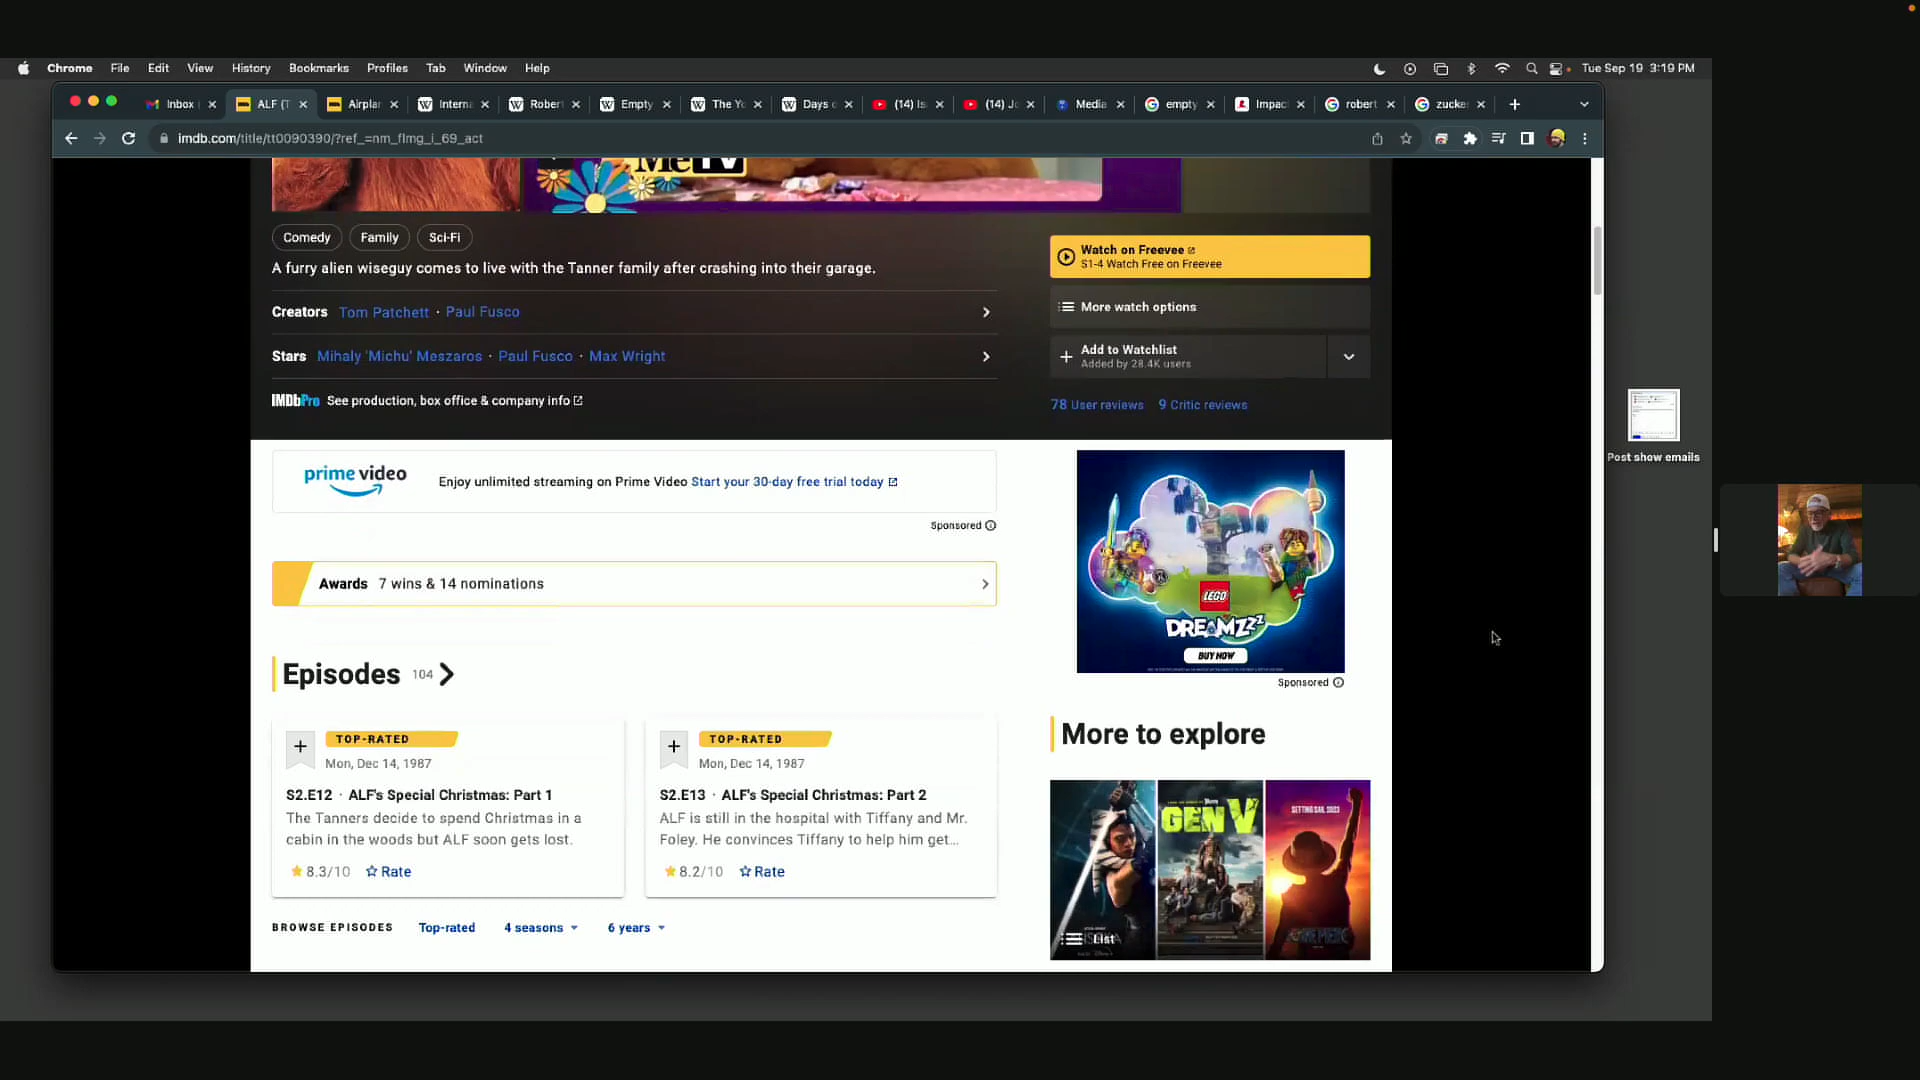 Chrome File Edit View History Bookmarks Profiles Tab Window Help Tue Sep 19 3:19 PM
Inbox ALF (T Airplan Interna Robert Empty The Yo Days o (14) Is (14) Jo Media empty Impac robert zucke
imdb.com/title/tt0090390/?ref_=nm_flmg_i_69_act
MeTV
Comedy Family Sci-Fi
A furry alien wiseguy comes to live with the Tanner family after crashing into their garage.
Creators Tom Patchett · Paul Fusco
Stars Mihaly 'Michu' Meszaros · Paul Fusco · Max Wright
IMDbPro See production, box office & company info
Watch on Freevee
S1-4 Watch Free on Freevee
More watch options
Add to Watchlist
Added by 28.4K users
78 User reviews 9 Critic reviews
Post show emails
prime video Enjoy unlimited streaming on Prime Video Start your 30-day free trial today
Sponsored
Awards 7 wins & 14 nominations
LEGO
DREAMZzz
BUY NOW
Sponsored
Episodes 104
TOP-RATED
Mon, Dec 14, 1987
S2.E12 · ALF's Special Christmas: Part 1
The Tanners decide to spend Christmas in a
cabin in the woods but ALF soon gets lost.
8.3/10 Rate
TOP-RATED
Mon, Dec 14, 1987
S2.E13 · ALF's Special Christmas: Part 2
ALF is still in the hospital with Tiffany and Mr.
Foley. He convinces Tiffany to help him get...
8.2/10 Rate
BROWSE EPISODES Top-rated 4 seasons 6 years
More to explore
GEN V
SETTING SAIL 2023
List